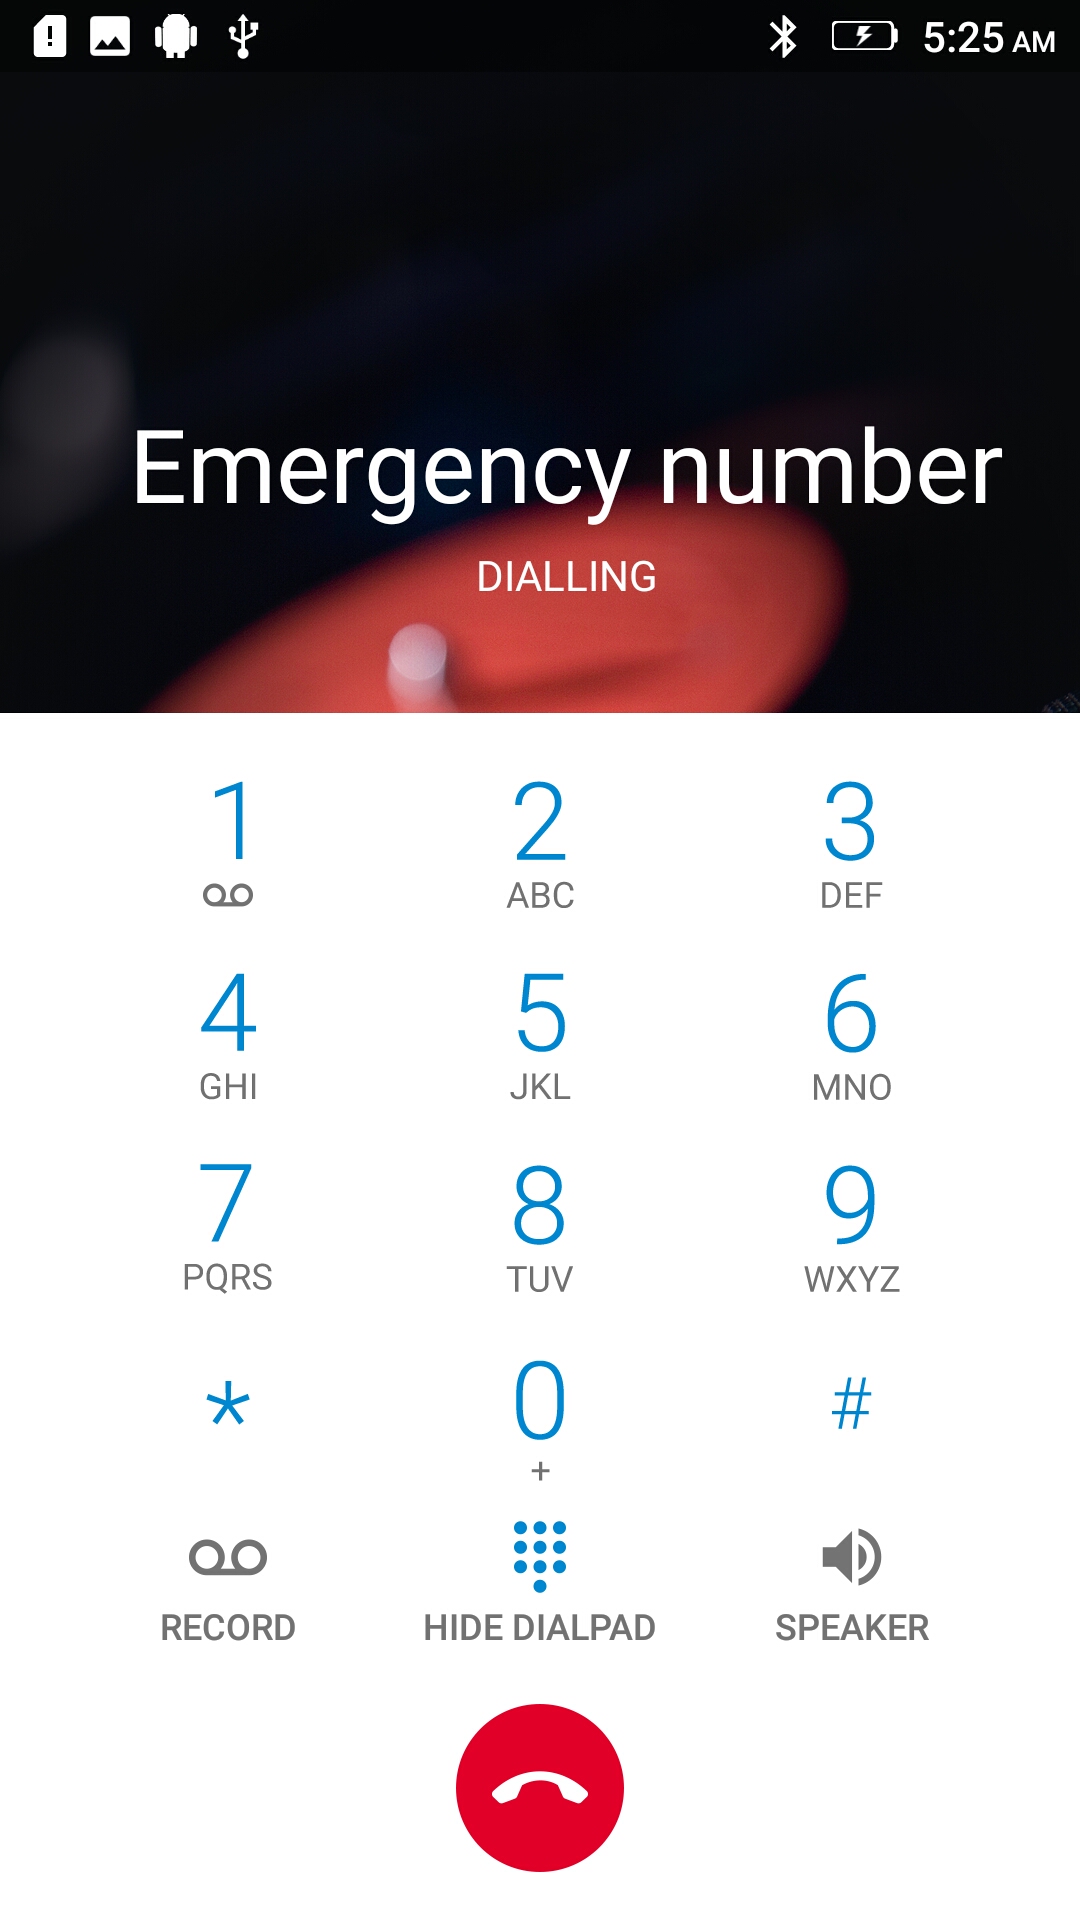 5:25 AM
Emergency number
DIALLING
1 2 3
ABC DEF
4 5 6
GHI JKL MNO
7 8 9
PQRS TUV WXYZ
* 0 #
+
RECORD HIDE DIALPAD SPEAKER